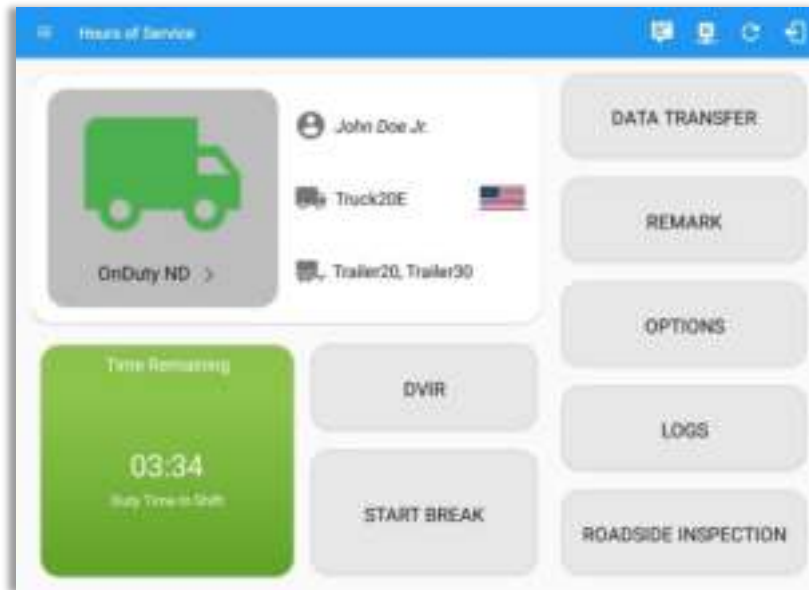 Hours of Service
John Doe Jr.
Truck20E
OnDuty ND >
Trailer20, Trailer30
Time Remaining
03:34
Duty Time in Shift
DVIR
START BREAK
DATA TRANSFER
REMARK
OPTIONS
LOGS
ROADSIDE INSPECTION